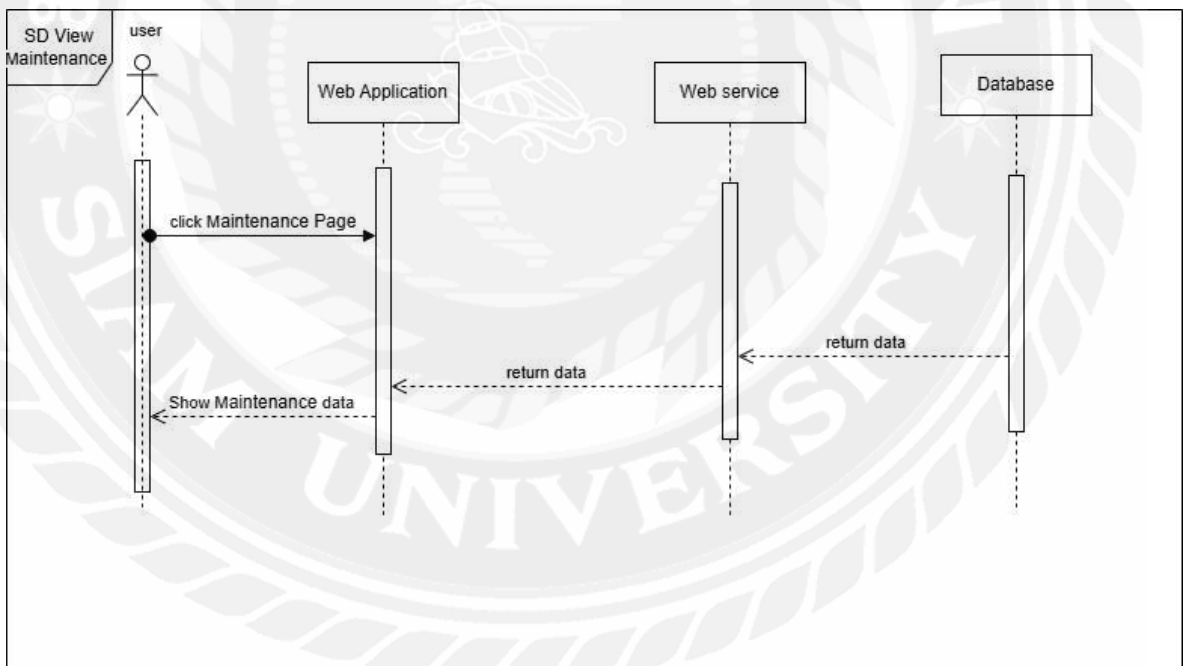 SD View
Maintenance
user
Web Application
Web service
Database
click Maintenance Page
return data
return data
Show Maintenance data
SIAM UNIVERSITY